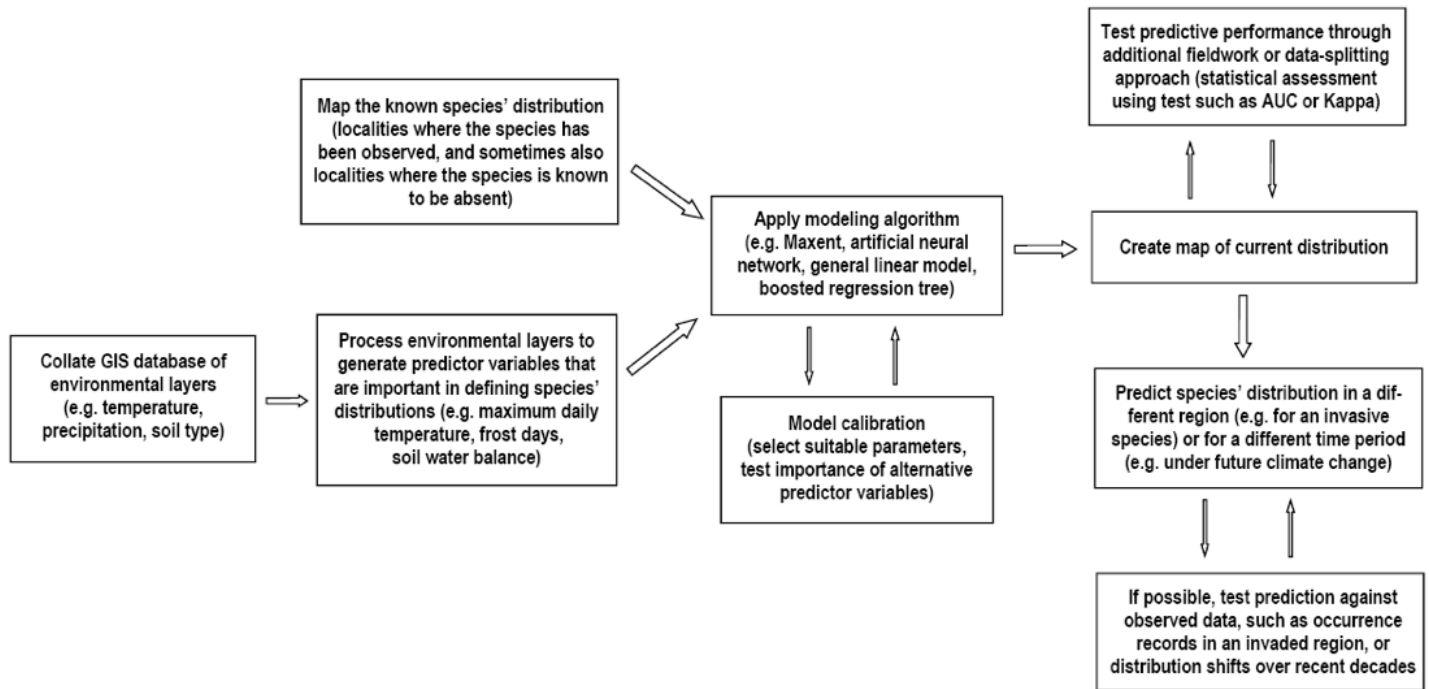 Collate GIS database of
environmental layers
(e.g. temperature,
precipitation, soil type)
Map the known species’ distribution
(localities where the species has
been observed, and sometimes also
localities where the species is known
to be absent)
Process environmental layers to
generate predictor variables that
are important in defining species’
distributions (e.g. maximum daily
temperature, frost days,
soil water balance)
Apply modeling algorithm
(e.g. Maxent, artificial neural
network, general linear model,
boosted regression tree)
Model calibration
(select suitable parameters,
test importance of alternative
predictor variables)
Test predictive performance through
additional fieldwork or data-splitting
approach (statistical assessment
using test such as AUC or Kappa)
Create map of current distribution
Predict species’ distribution in a dif-
ferent region (e.g. for an invasive
species) or for a different time period
(e.g. under future climate change)
If possible, test prediction against
observed data, such as occurrence
records in an invaded region, or
distribution shifts over recent decades